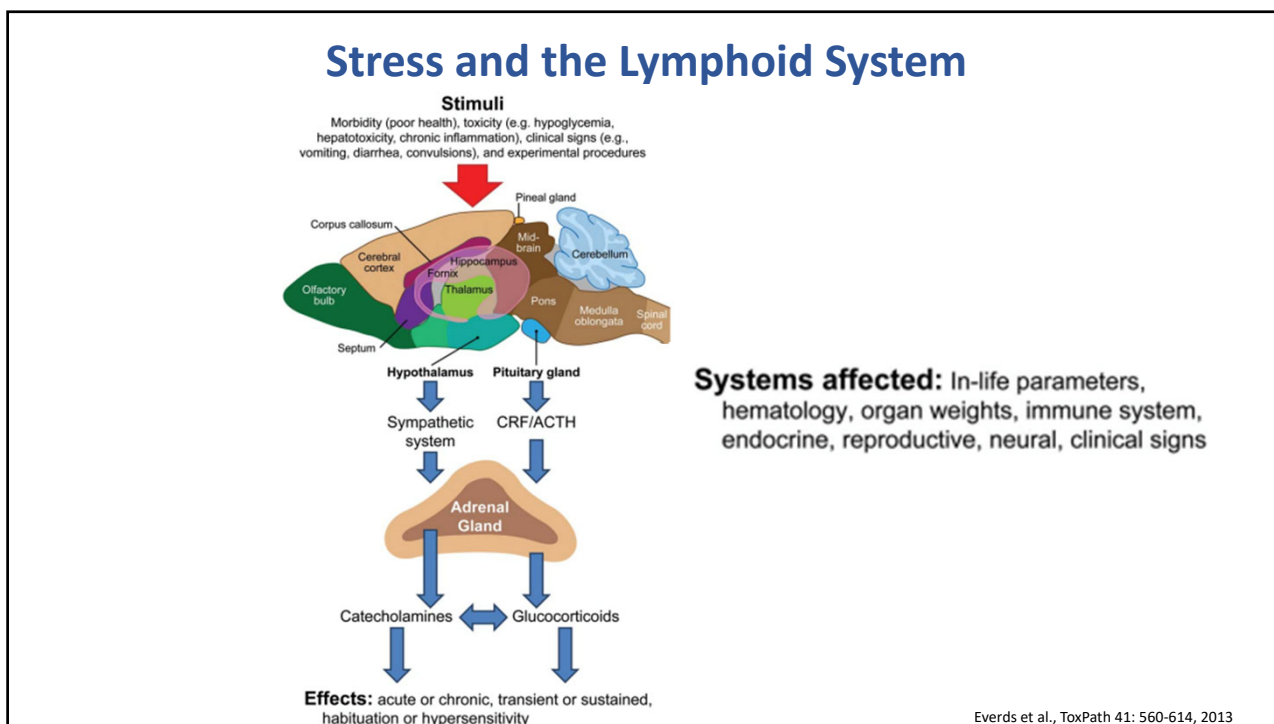 Stress and the Lymphoid System
Stimuli
Morbidity (poor health), toxicity (e.g. hypoglycemia,
hepatotoxicity, chronic inflammation), clinical signs (e.g.,
vomiting, diarrhea, convulsions), and experimental procedures
Pineal gland
Corpus callosum
Mid-
brain
Cerebellum
Cerebral
cortex
Hippocampus
Fornix
Thalamus
Olfactory
bulb
Pons
Medulla
oblongata
Spinal
cord
Septum
Hypothalamus
Pituitary gland
Sympathetic
system
CRF/ACTH
Adrenal
Gland
Catecholamines
Glucocorticoids
Effects: acute or chronic, transient or sustained,
habituation or hypersensitivity
Systems affected: In-life parameters,
hematology, organ weights, immune system,
endocrine, reproductive, neural, clinical signs
Everds et al., ToxPath 41: 560-614, 2013